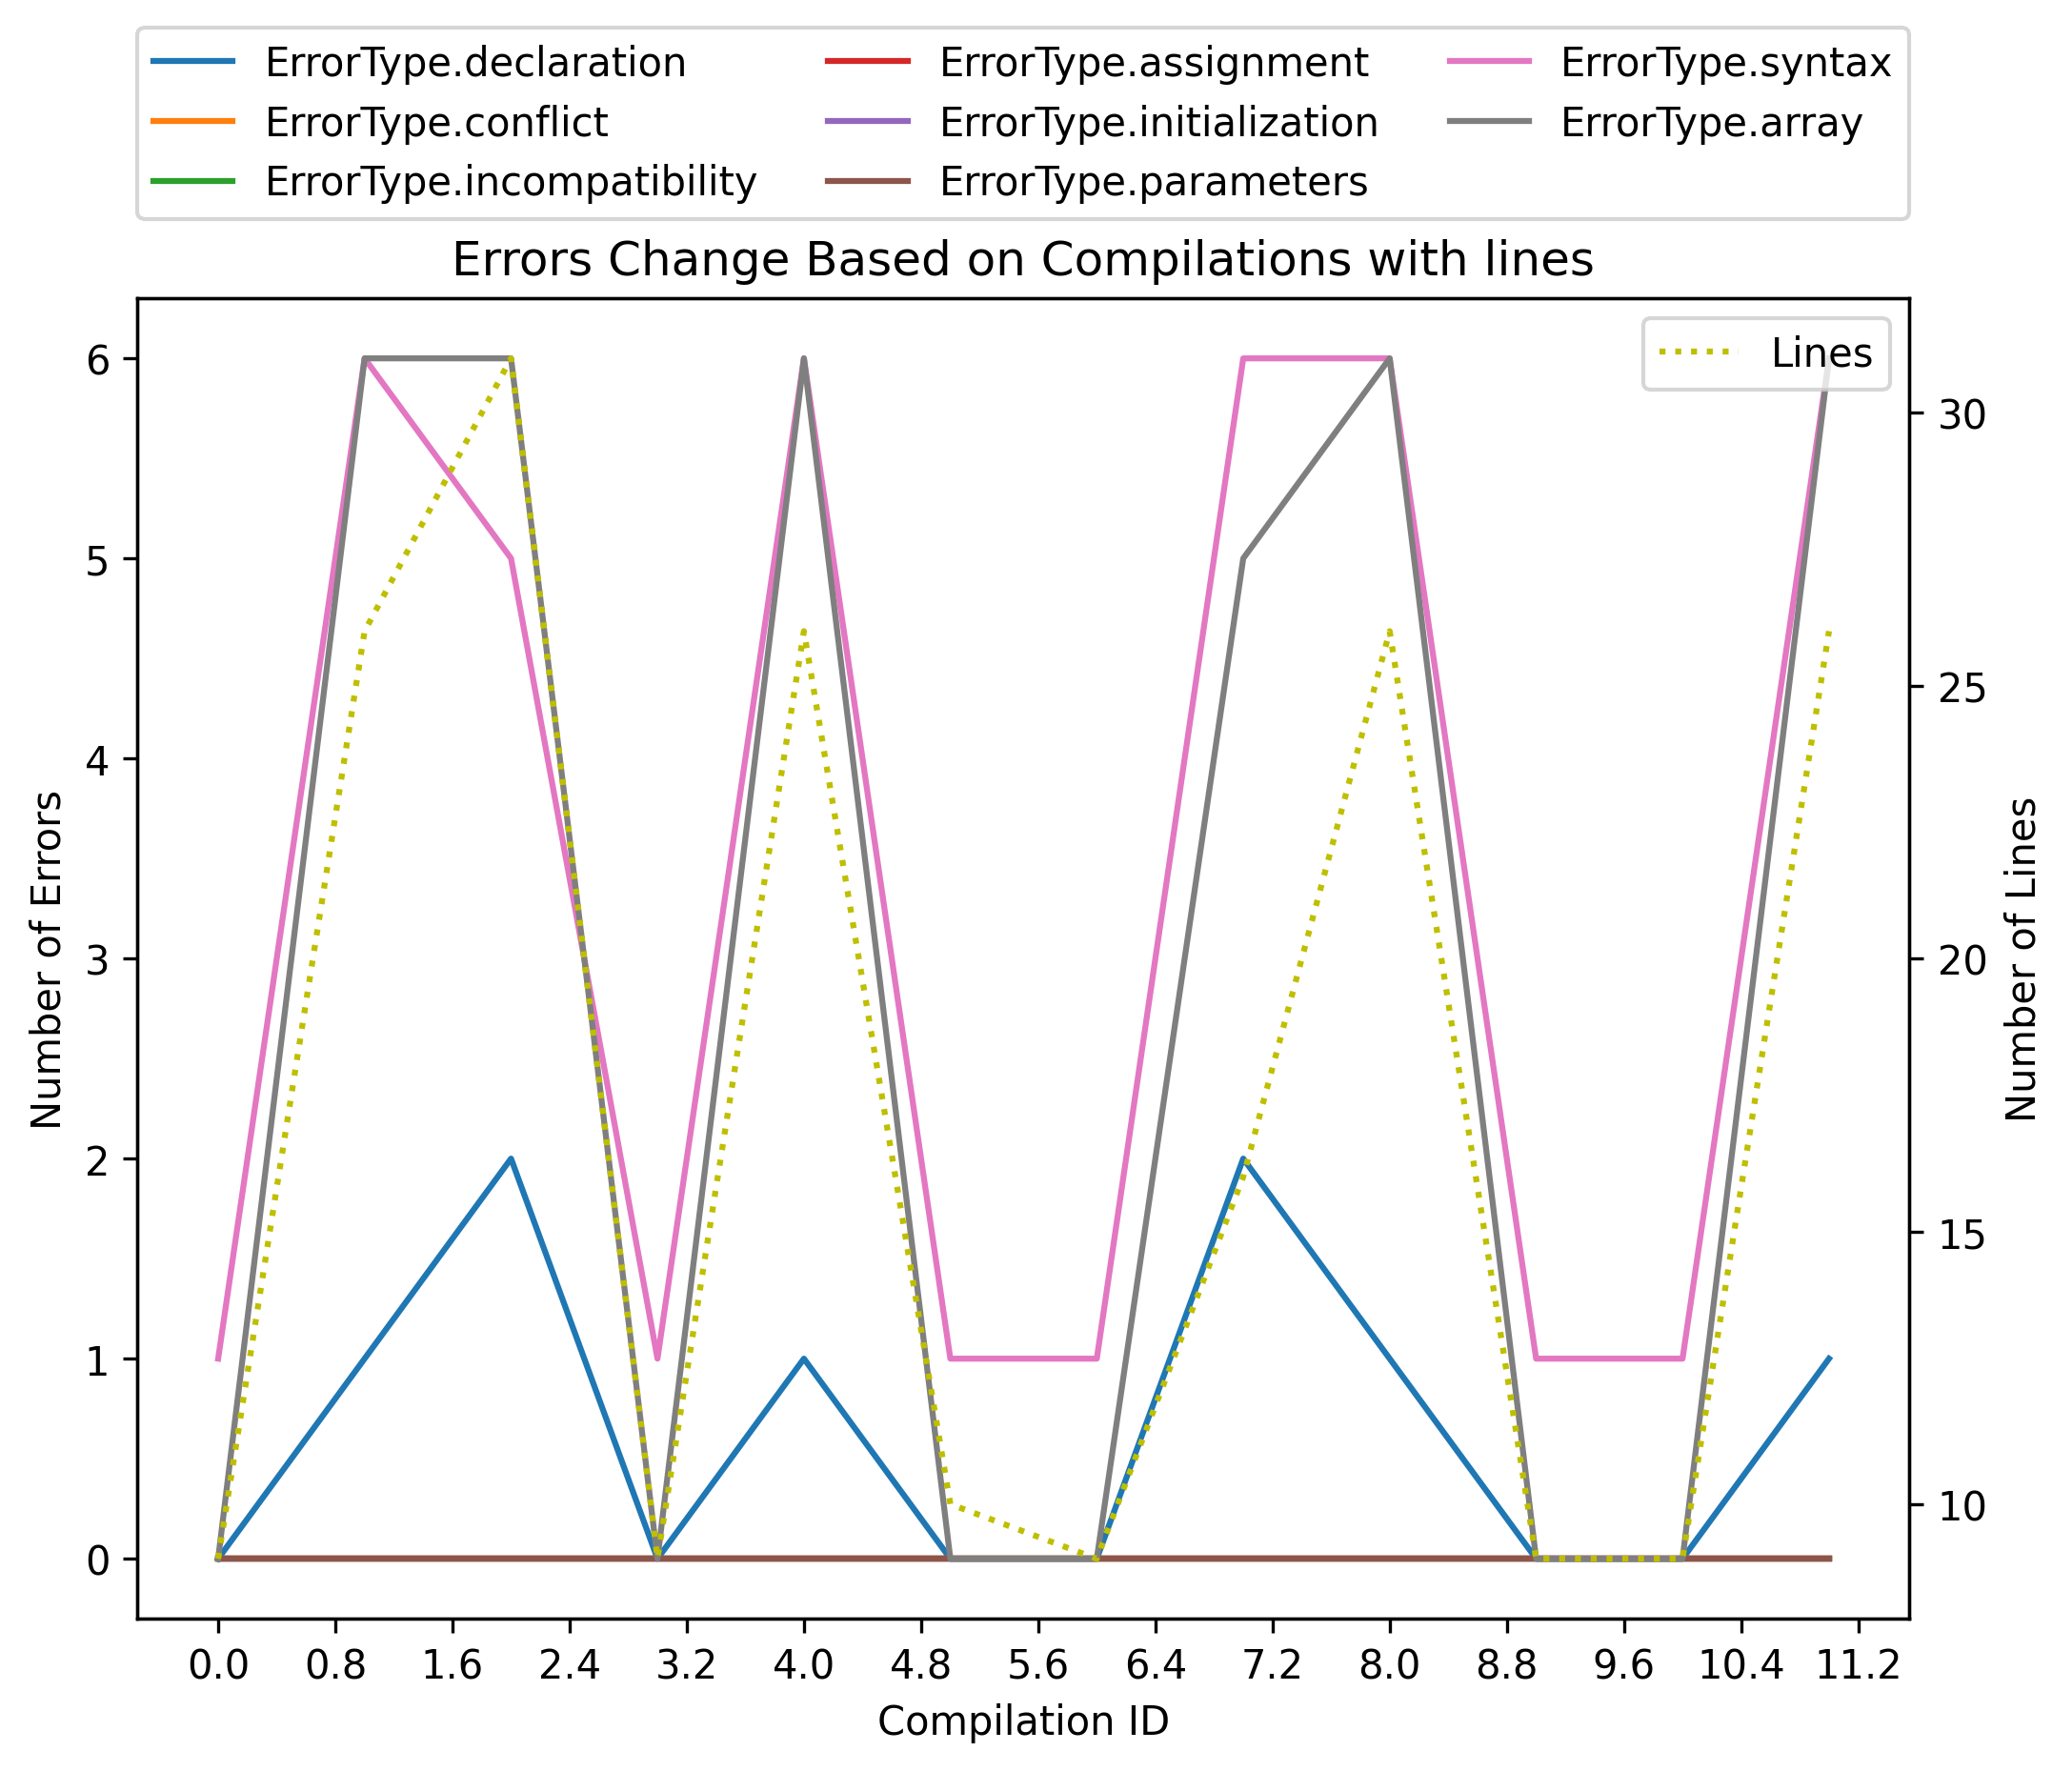 ErrorType.declaration
ErrorType.conflict
ErrorType.incompatibility
ErrorType.assignment
ErrorType.initialization
ErrorType.parameters
ErrorType.syntax
ErrorType.array
Errors Change Based on Compilations with lines
Lines
Number of Errors
6
5
4
3
2
1
0
30
25
20
15
10
Number of Lines
0.0 0.8 1.6 2.4 3.2 4.0 4.8 5.6 6.4 7.2 8.0 8.8 9.6 10.4 11.2
Compilation ID